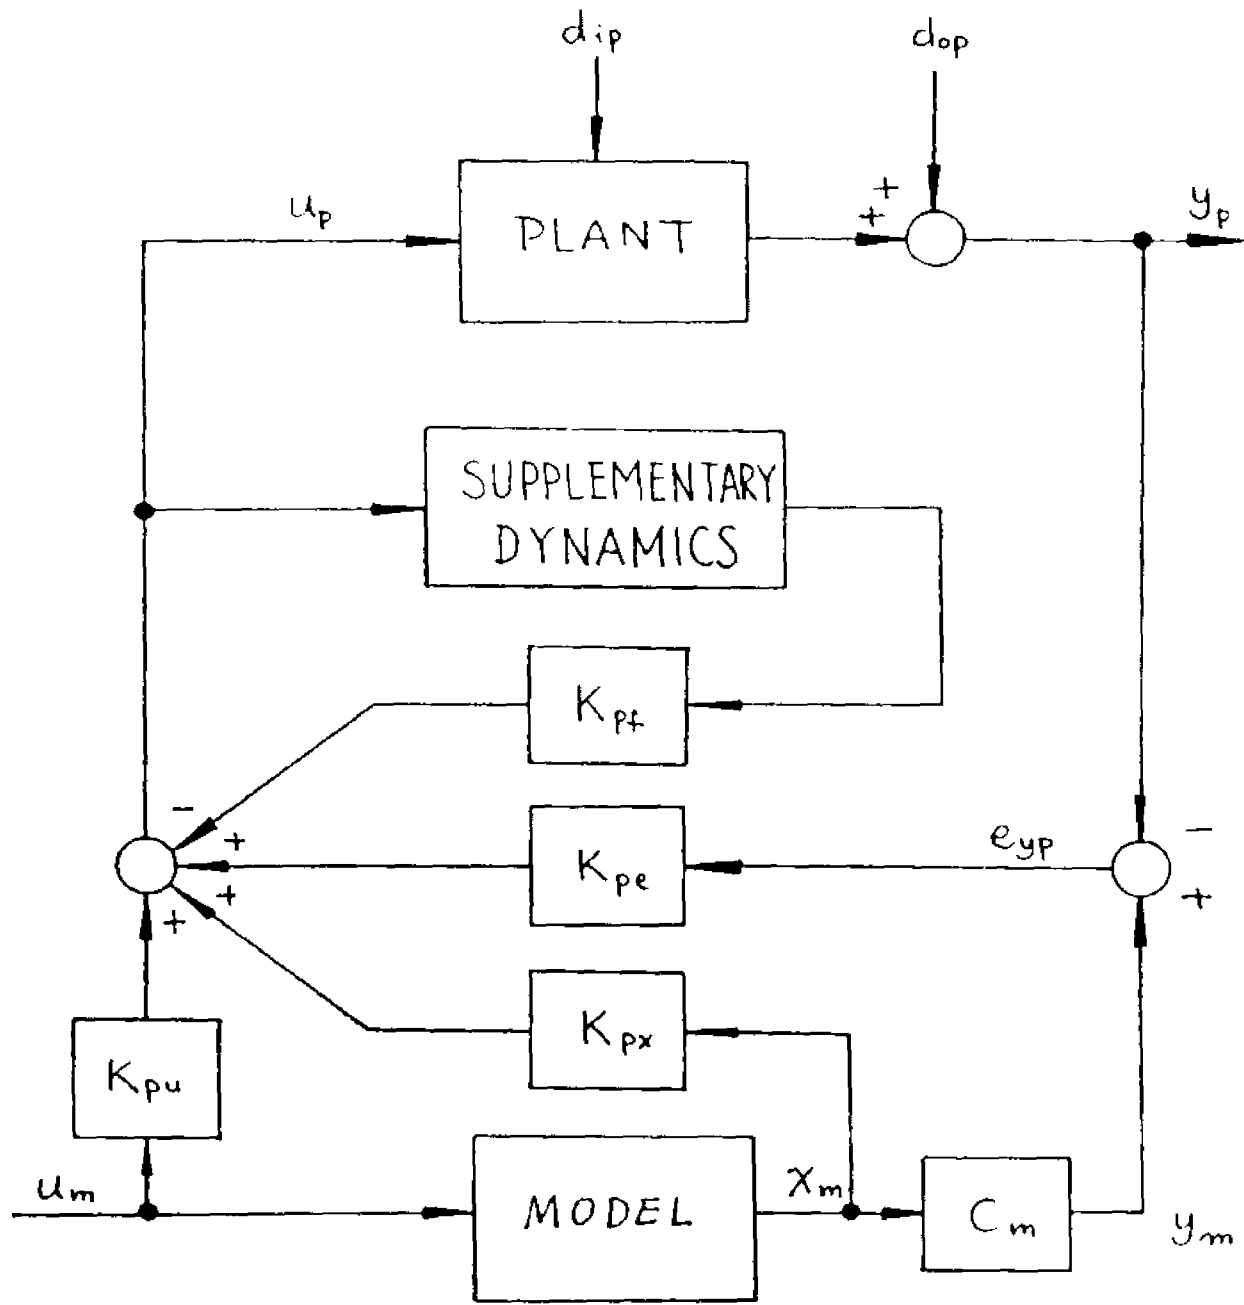 dip
dop
up
PLANT
+
+
yp
SUPPLEMENTARY
DYNAMICS
Kpf
-
+
Kpe
eyp
-
+
+
+
Kpx
Kpu
um
MODEL
xm
Cm
ym